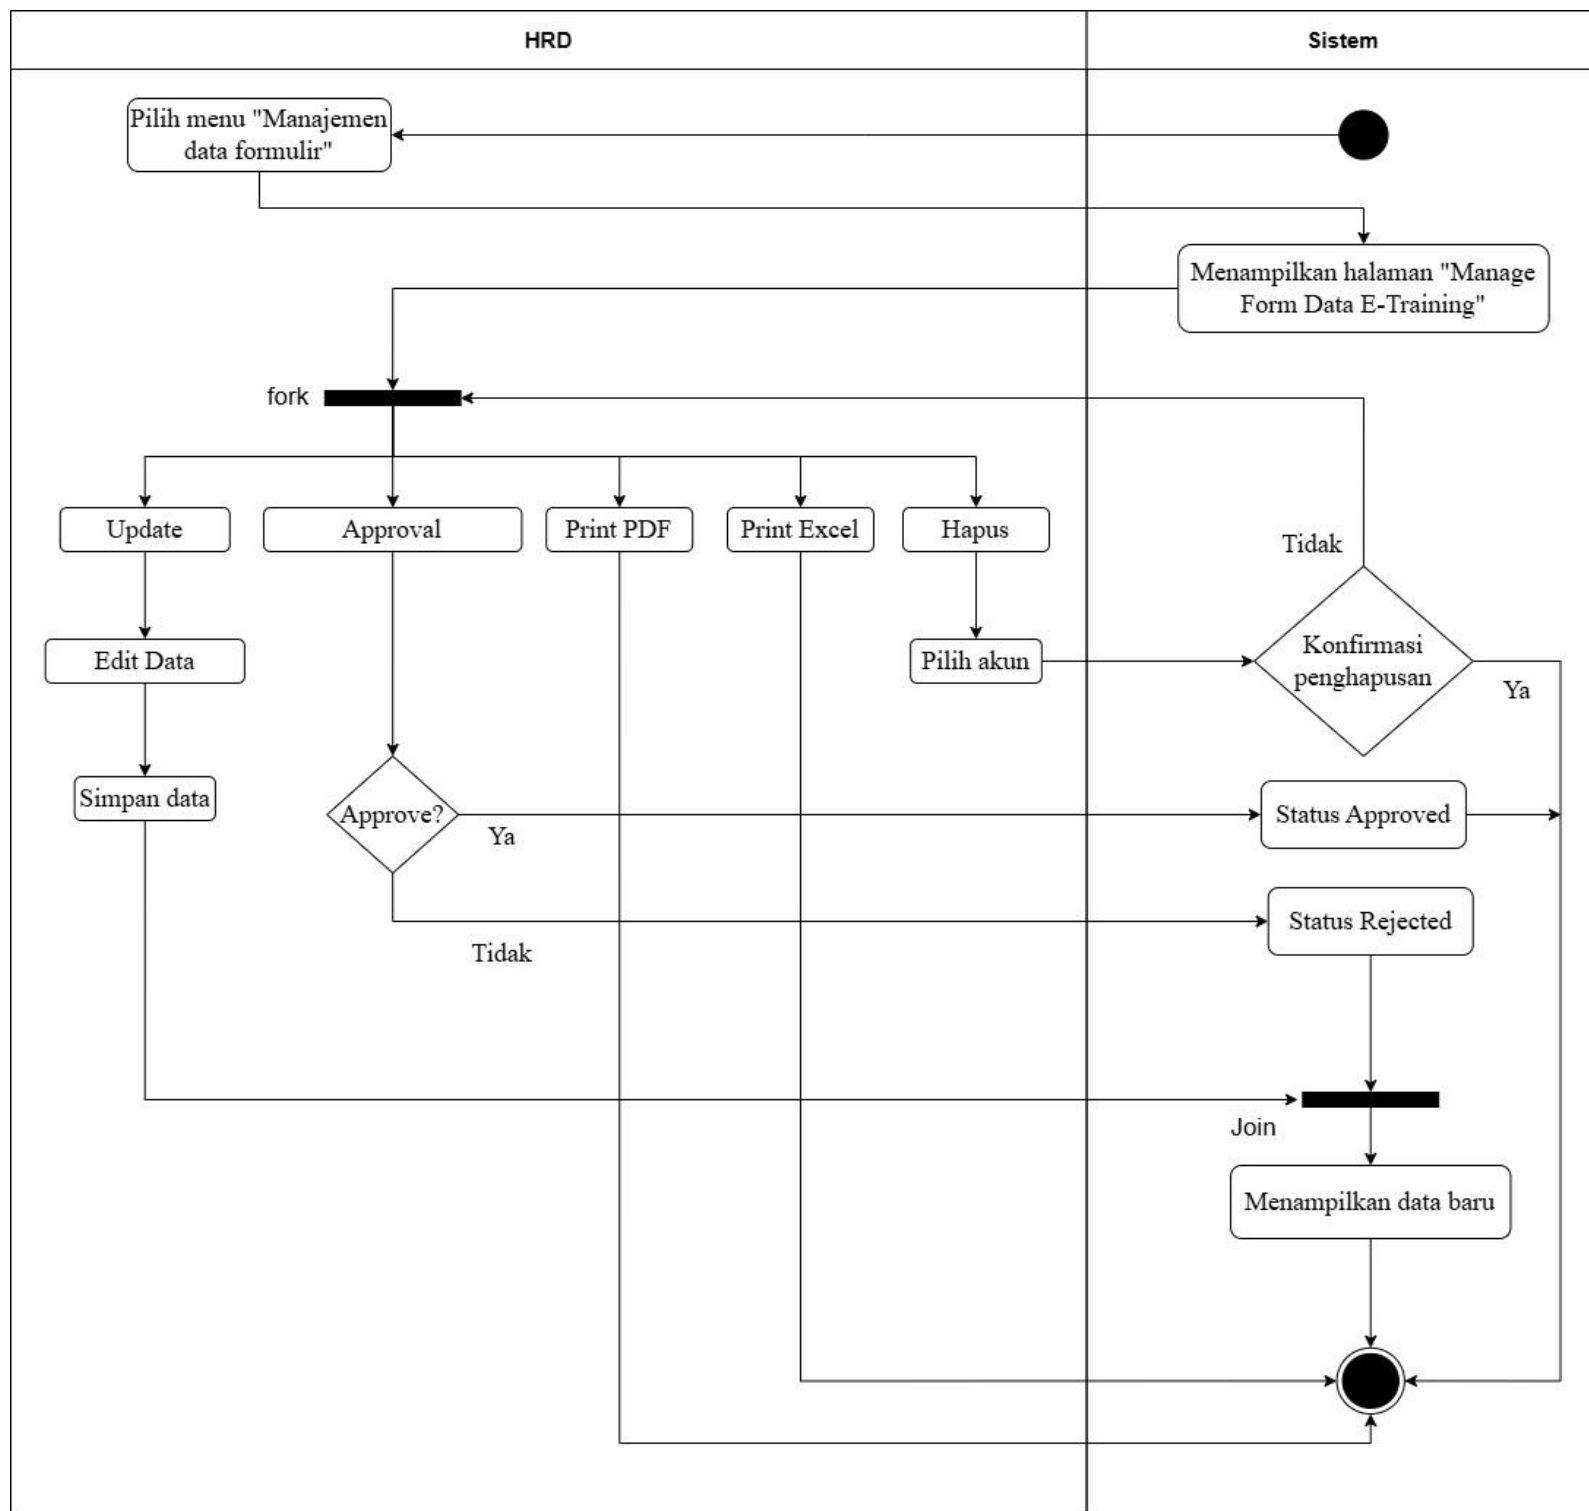 HRD
Sistem
Pilih menu "Manajemen
data formulir"
Menampilkan halaman "Manage
Form Data E-Training"
fork
Update
Approval
Print PDF
Print Excel
Hapus
Tidak
Edit Data
Pilih akun
Konfirmasi
penghapusan
Ya
Simpan data
Approve?
Ya
Status Approved
Tidak
Status Rejected
Join
Menampilkan data baru